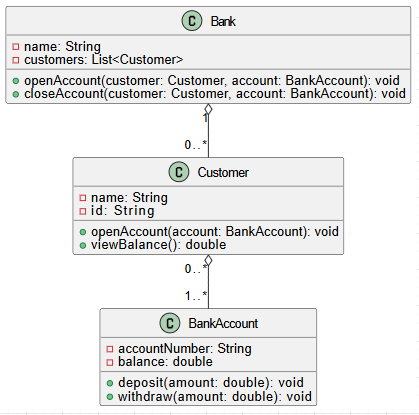 C Bank
name: String
customers: List<Customer>
openAccount(customer: Customer, account: BankAccount): void
closeAccount(customer: Customer, account: BankAccount): void
1
0..*
C Customer
name: String
id: String
openAccount(account: BankAccount): void
viewBalance(): double
0..*
1..*
C BankAccount
accountNumber: String
balance: double
deposit(amount: double): void
withdraw(amount: double): void